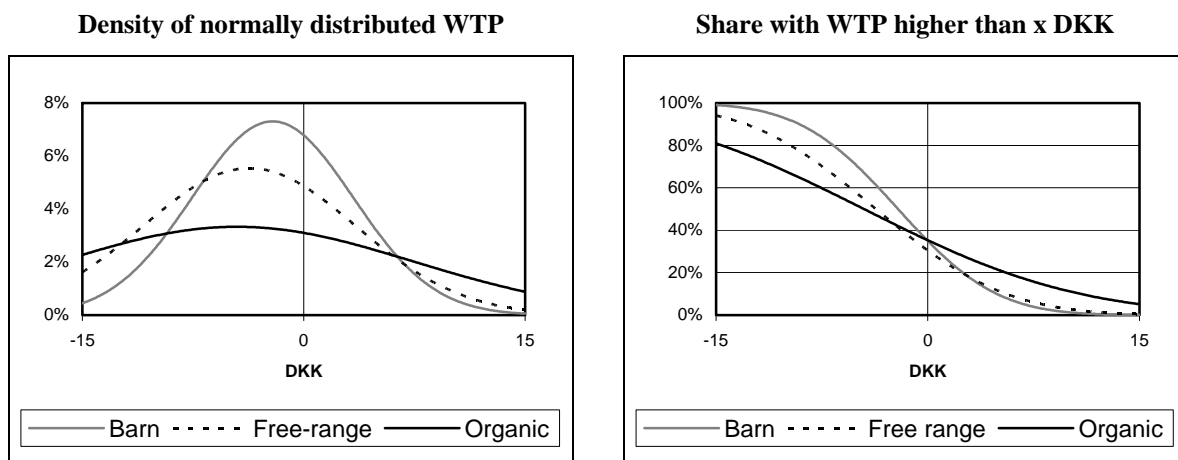 Density of normally distributed WTP
8%
6%
4%
2%
0%
-15 0 15
DKK
Barn Free-range Organic
Share with WTP higher than x DKK
100%
80%
60%
40%
20%
0%
-15 0 15
DKK
Barn Free range Organic